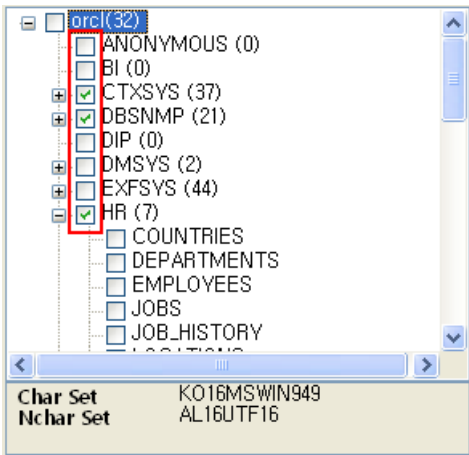 orcl(32)
ANONYMOUS (0)
BI (0)
CTXSYS (37)
DBSNMP (21)
DIP (0)
DMSYS (2)
EXFSYS (44)
HR (7)
COUNTRIES
DEPARTMENTS
EMPLOYEES
JOBS
JOB_HISTORY
Char Set KO16MSWIN949
Nchar Set AL16UTF16